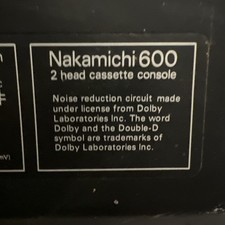 Nakamichi 600
2 head cassette console
Noise reduction circuit made
under license from Dolby
Laboratories Inc. The word
Dolby and the Double-D
symbol are trademarks of
Dolby Laboratories Inc.